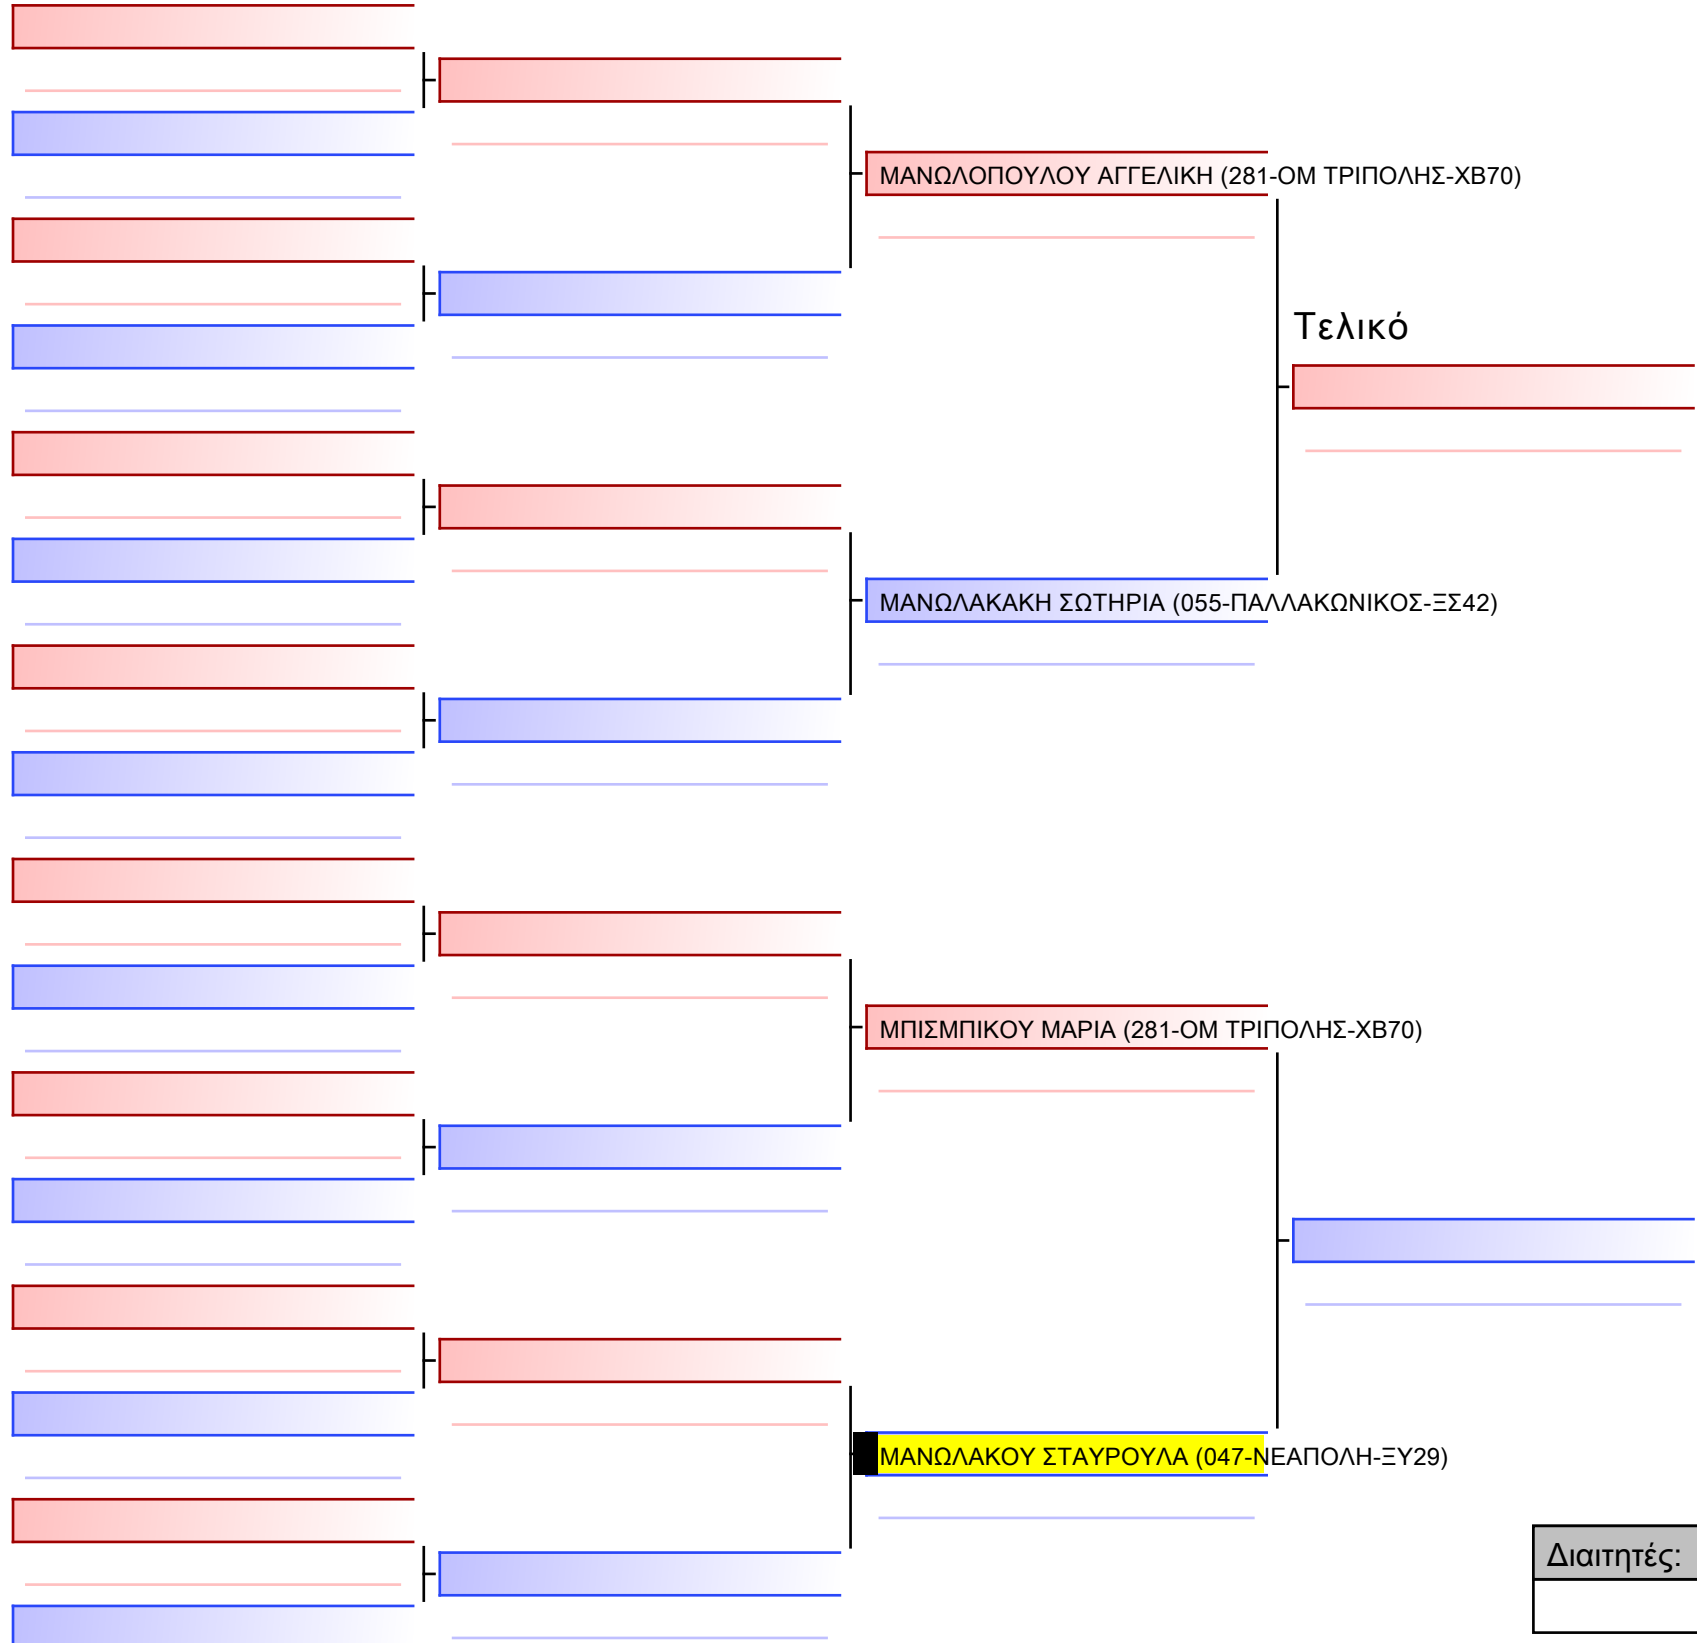 ΜΑΝΩΛΟΠΟΥΛΟΥ ΑΓΓΕΛΙΚΗ (281-ΟΜ ΤΡΙΠΟΛΗΣ-ΧΒ70)
Τελικό
ΜΑΝΩΛΑΚΑΚΗ ΣΩΤΗΡΙΑ (055-ΠΑΛΛΑΚΩΝΙΚΟΣ-ΞΣ42)
ΜΠΙΣΜΠΙΚΟΥ ΜΑΡΙΑ (281-ΟΜ ΤΡΙΠΟΛΗΣ-ΧΒ70)
ΜΑΝΩΛΑΚΟΥ ΣΤΑΥΡΟΥΛΑ (047-ΝΕΑΠΟΛΗ-ΞΥ29)
Διαιτητές: